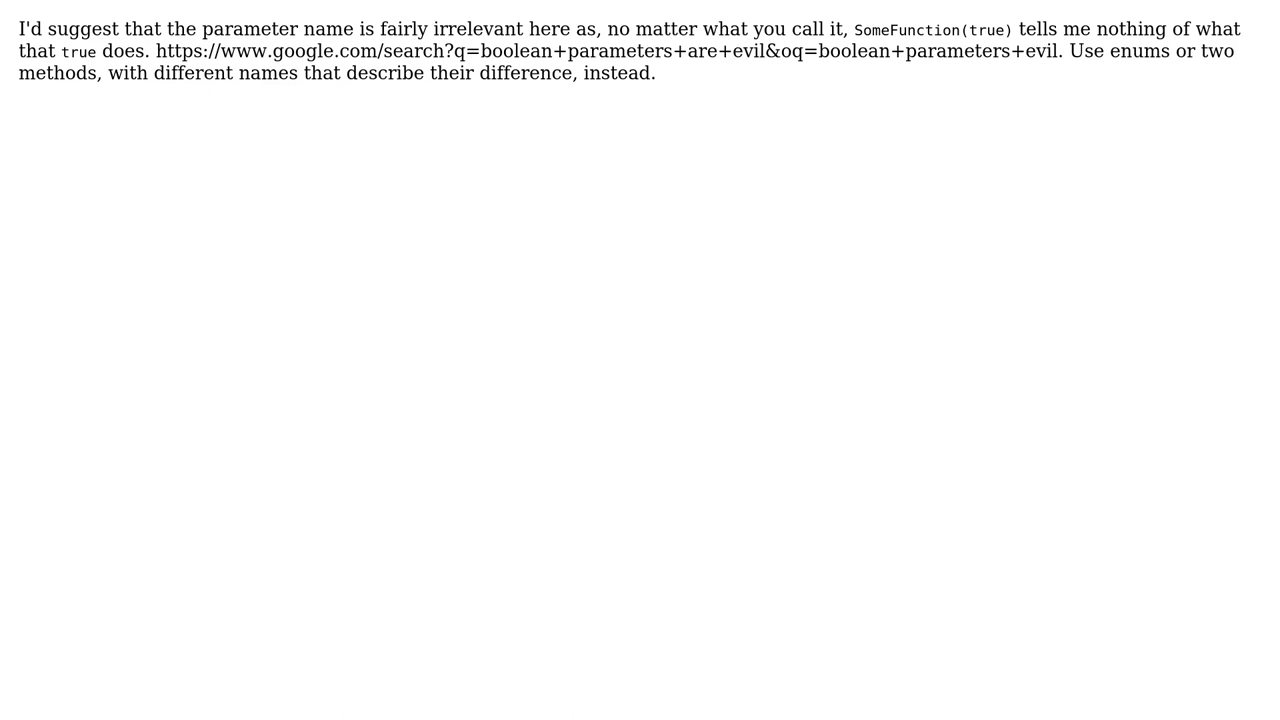 I'd suggest that the parameter name is fairly irrelevant here as, no matter what you call it, SomeFunction(true) tells me nothing of what
that true does. https://www.google.com/search?q=boolean+parameters+are+evil&oq=boolean+parameters+evil. Use enums or two
methods, with different names that describe their difference, instead.